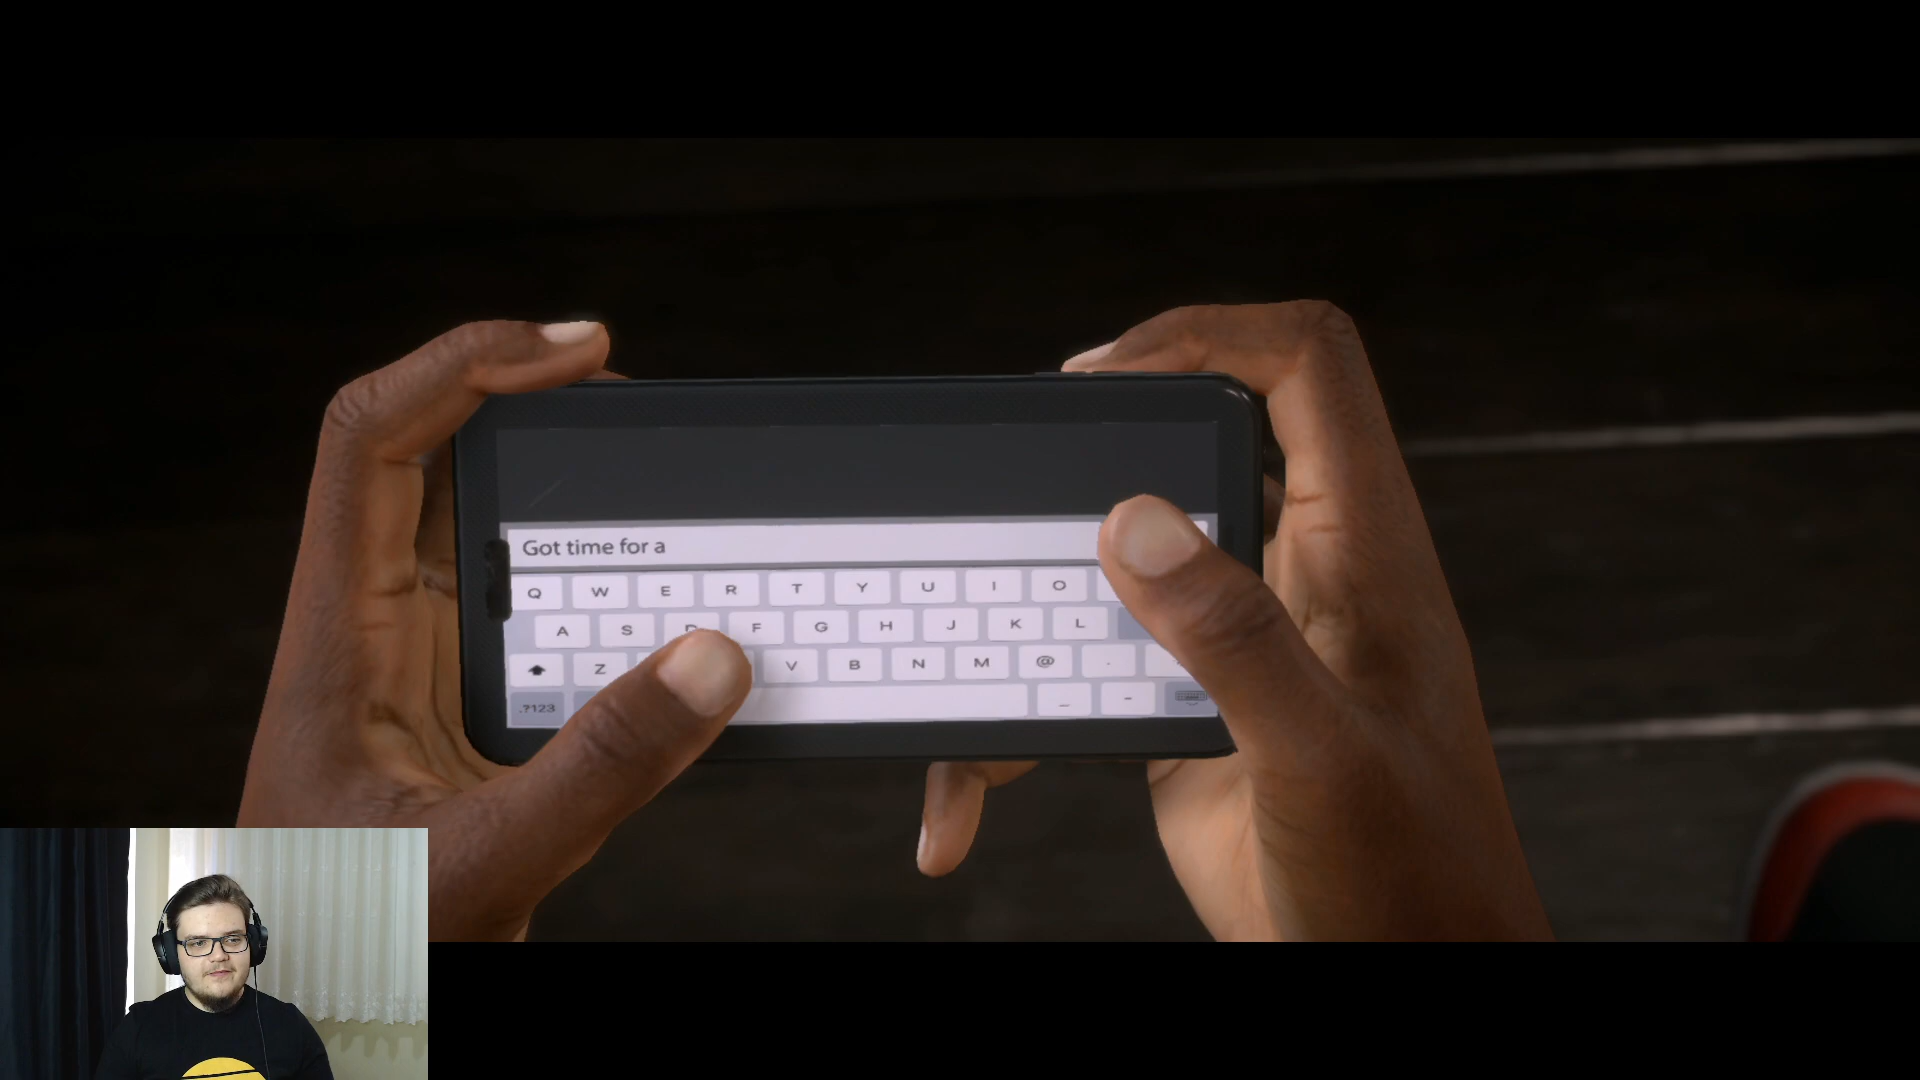 Got time for a
Q W E R T Y U I O
A S D F G H J K L
Z V B N M @ .
.?123 _ -